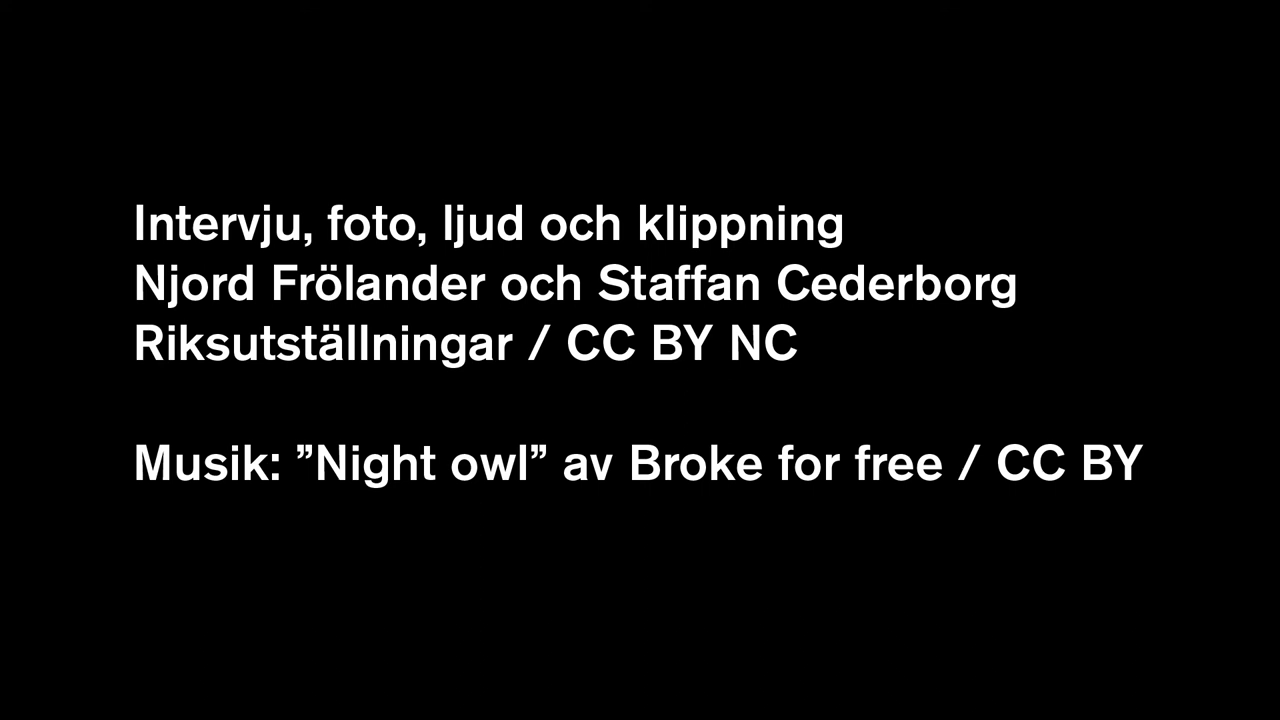 Intervju, foto, ljud och klippning
Njord Frölander och Staffan Cederborg
Riksutställningar / CC BY NC
Musik: ”Night owl” av Broke for free / CC BY